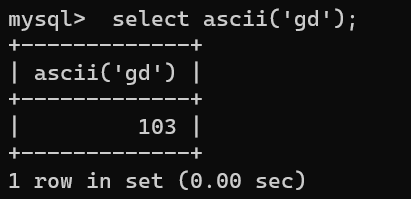 mysql>  select ascii('gd');
+-------------+
| ascii('gd') |
+-------------+
|         103 |
+-------------+
1 row in set (0.00 sec)